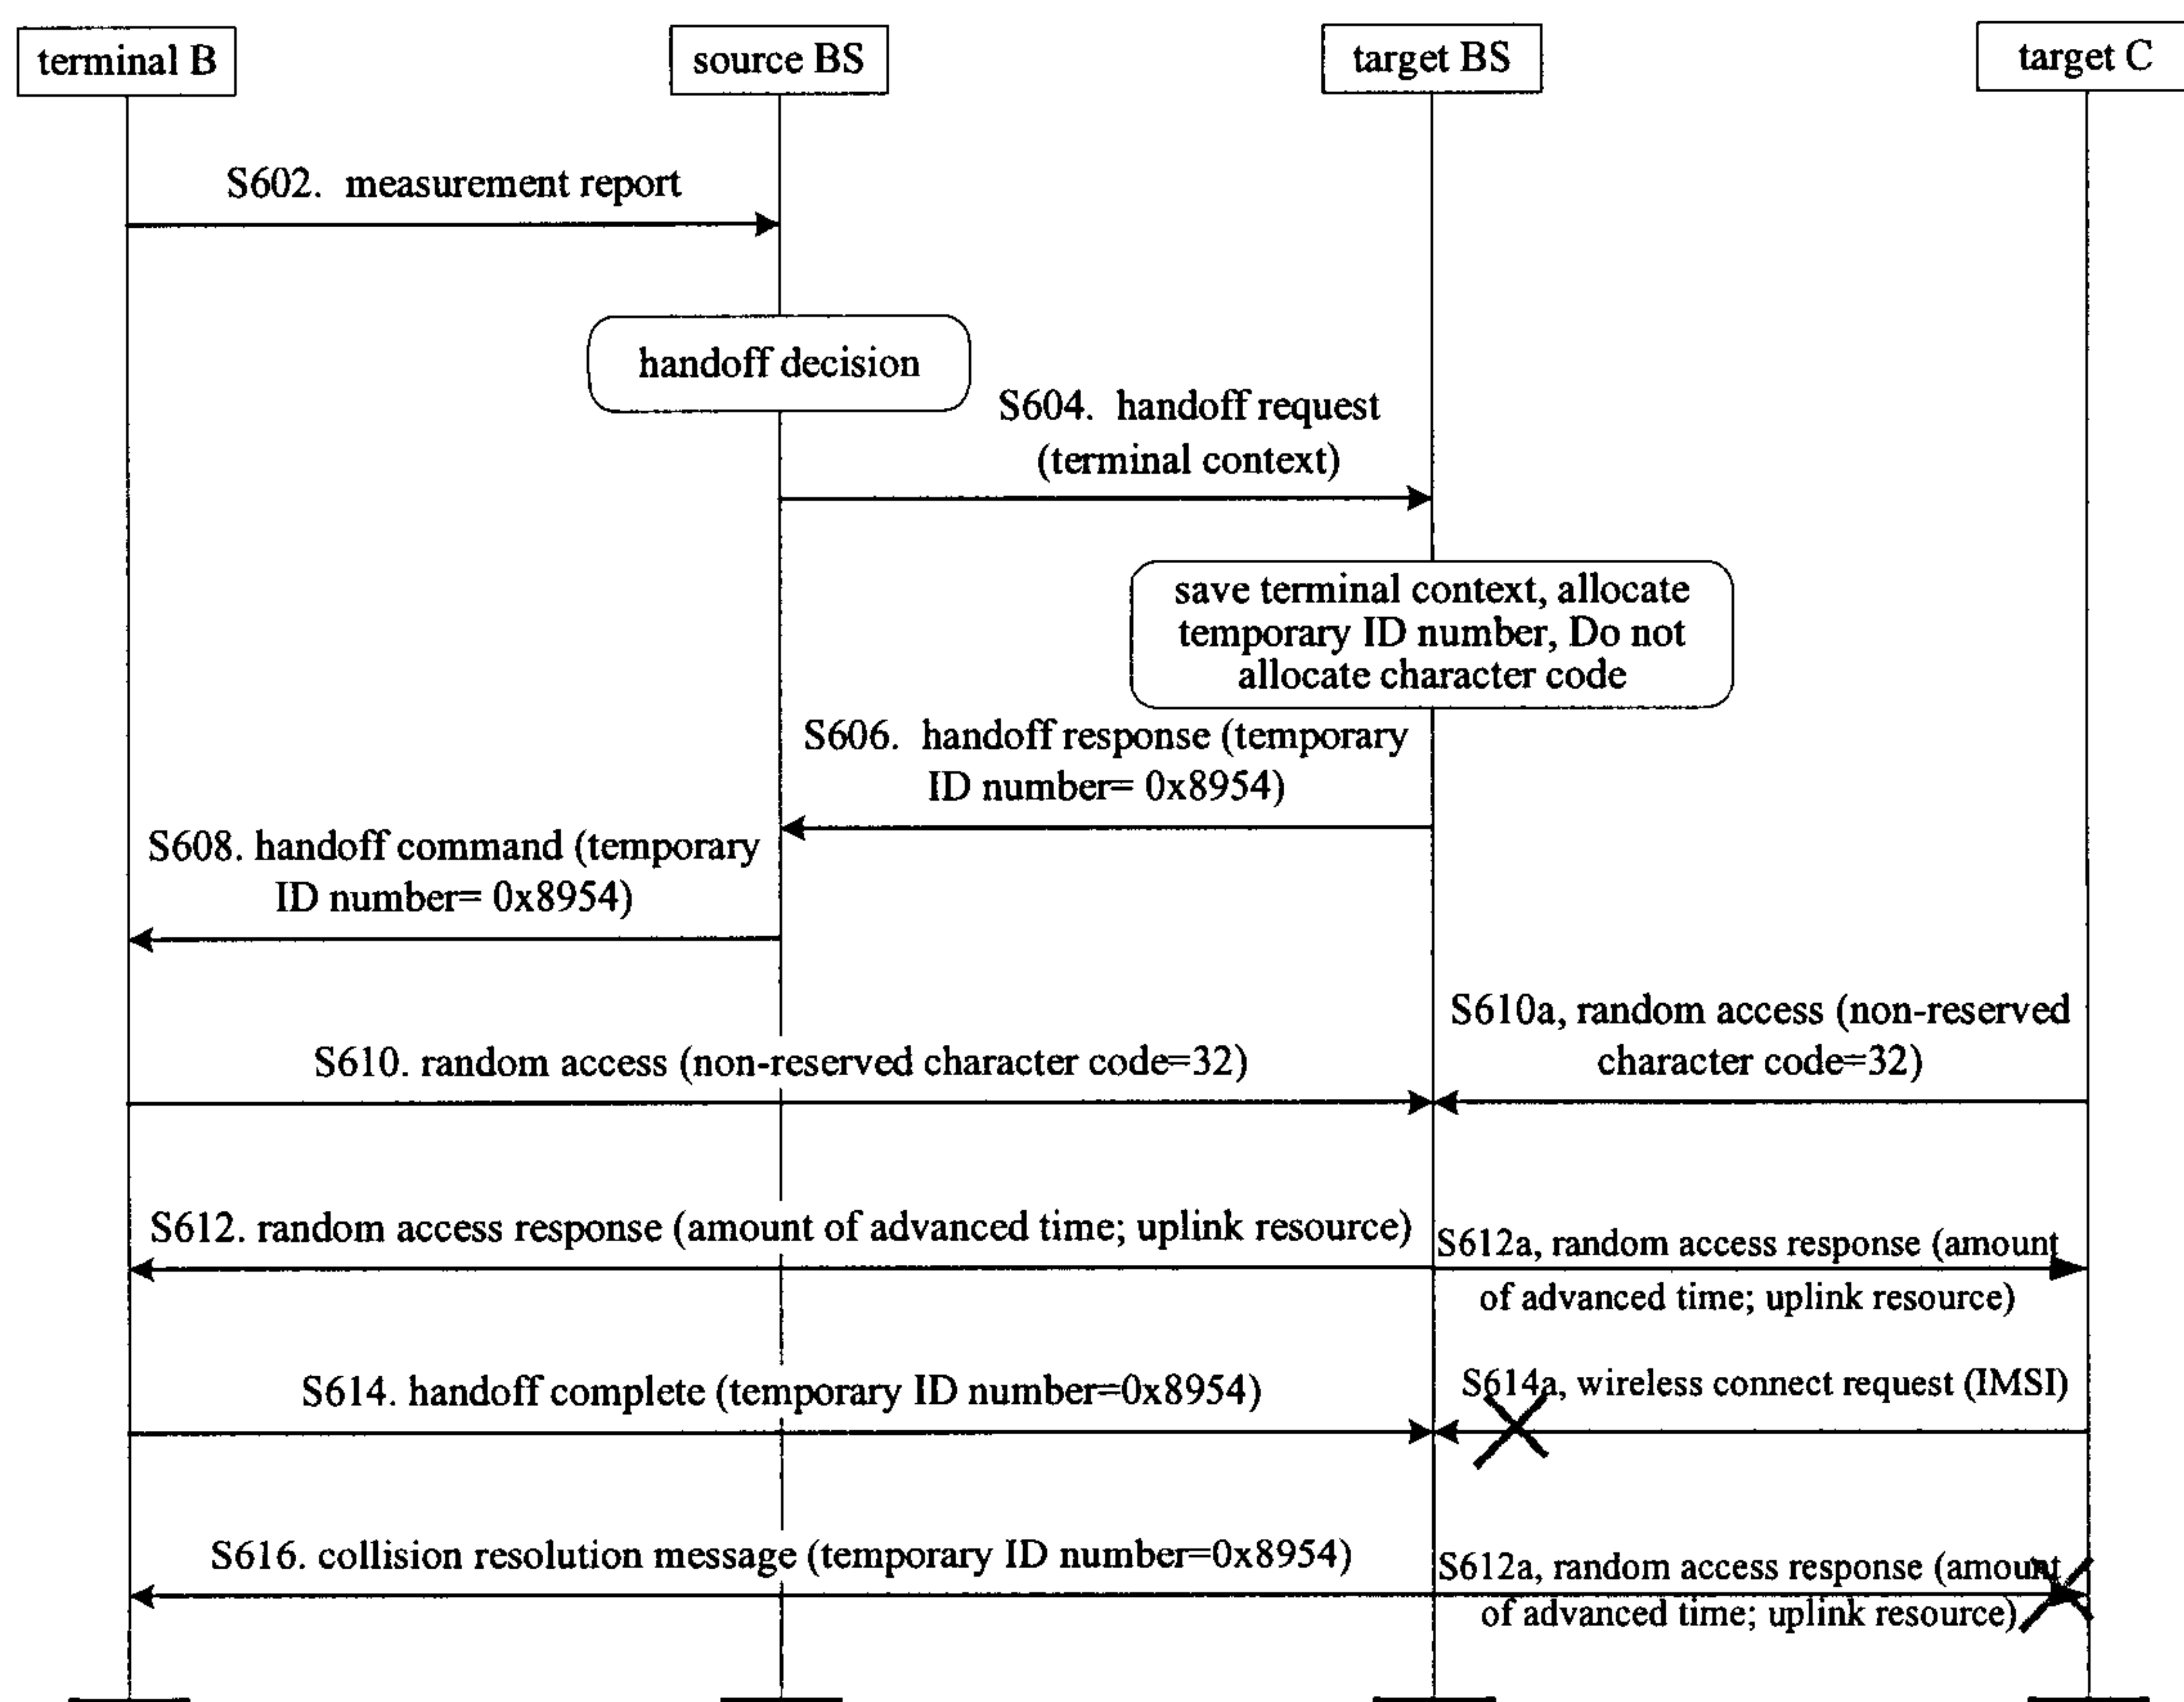 terminal B
source BS
target BS
target C
S602. measurement report
handoff decision
S604. handoff request
(terminal context)
save terminal context, allocate
temporary ID number, Do not
allocate character code
S606. handoff response (temporary
ID number= 0x8954)
S608. handoff command (temporary
ID number= 0x8954)
S610a, random access (non-reserved
character code=32)
S610. random access (non-reserved character code=32)
S612. random access response (amount of advanced time; uplink resource)
S612a, random access response (amount
of advanced time; uplink resource)
S614. handoff complete (temporary ID number=0x8954)
S614a, wireless connect request (IMSI)
S616. collision resolution message (temporary ID number=0x8954)
S612a, random access response (amount
of advanced time; uplink resource)